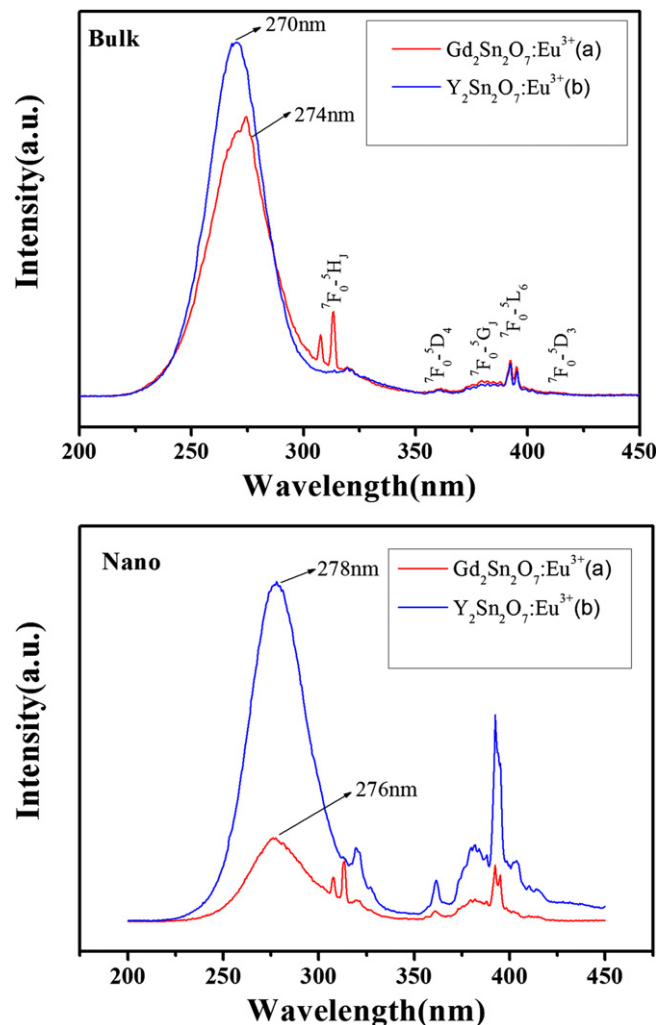 Bulk
270nm
274nm
Gd₂Sn₂O₇:Eu³⁺(a)
Y₂Sn₂O₇:Eu³⁺(b)
⁷F₀-⁵H_J
⁷F₀-⁵D₄
⁷F₀-⁵G_J
⁷F₀-⁵L₆
⁷F₀-⁵D₃
Intensity(a.u.)
200 250 300 350 400 450
Wavelength(nm)
Nano
278nm
276nm
Gd₂Sn₂O₇:Eu³⁺(a)
Y₂Sn₂O₇:Eu³⁺(b)
Intensity(a.u.)
200 250 300 350 400 450
Wavelength(nm)